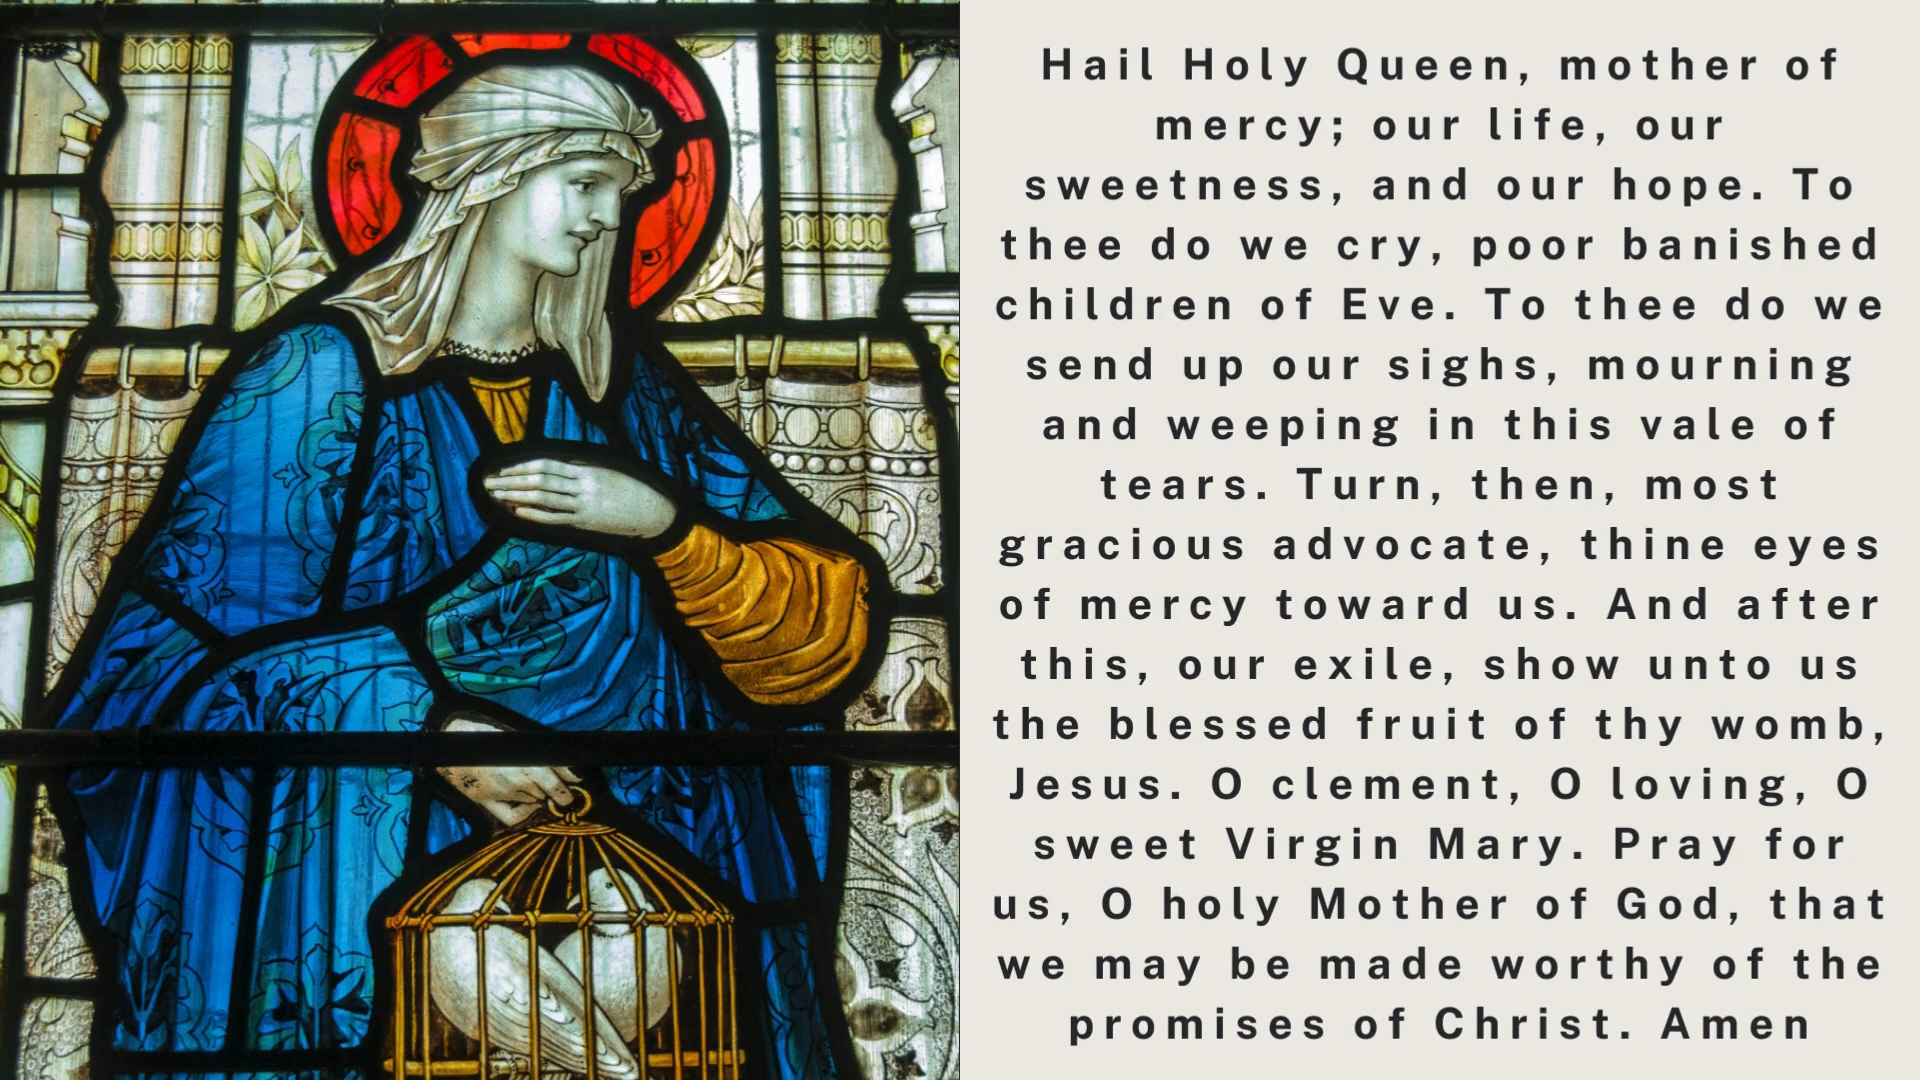 Hail Holy Queen, mother of
mercy; our life, our
sweetness, and our hope. To
thee do we cry, poor banished
children of Eve. To thee do we
send up our sighs, mourning
and weeping in this vale of
tears. Turn, then, most
gracious advocate, thine eyes
of mercy toward us. And after
this, our exile, show unto us
the blessed fruit of thy womb,
Jesus. O clement, O loving, O
sweet Virgin Mary. Pray for
us, O holy Mother of God, that
we may be made worthy of the
promises of Christ. Amen